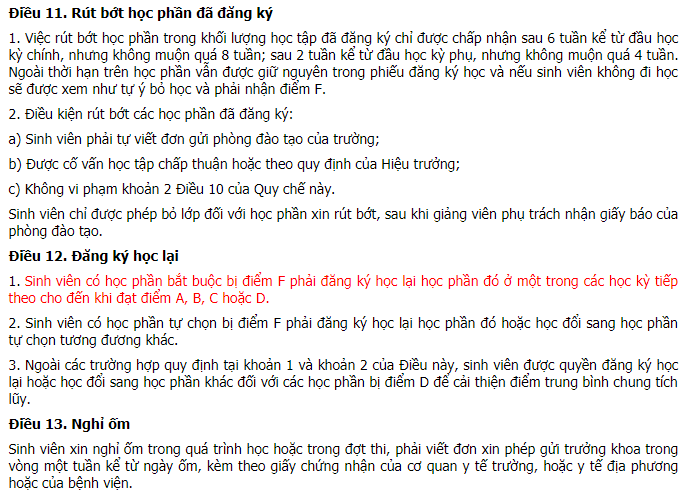 Điều 11. Rút bớt học phần đã đăng ký
1. Việc rút bớt học phần trong khối lượng học tập đã đăng ký chỉ được chấp nhận sau 6 tuần kể từ đầu học
kỳ chính, nhưng không muộn quá 8 tuần; sau 2 tuần kể từ đầu học kỳ phụ, nhưng không muộn quá 4 tuần.
Ngoài thời hạn trên học phần vẫn được giữ nguyên trong phiếu đăng ký học và nếu sinh viên không đi học
sẽ được xem như tự ý bỏ học và phải nhận điểm F.
2. Điều kiện rút bớt các học phần đã đăng ký:
a) Sinh viên phải tự viết đơn gửi phòng đào tạo của trường;
b) Được cố vấn học tập chấp thuận hoặc theo quy định của Hiệu trưởng;
c) Không vi phạm khoản 2 Điều 10 của Quy chế này.
Sinh viên chỉ được phép bỏ lớp đối với học phần xin rút bớt, sau khi giảng viên phụ trách nhận giấy báo của
phòng đào tạo.
Điều 12. Đăng ký học lại
1. Sinh viên có học phần bắt buộc bị điểm F phải đăng ký học lại học phần đó ở một trong các học kỳ tiếp
theo cho đến khi đạt điểm A, B, C hoặc D.
2. Sinh viên có học phần tự chọn bị điểm F phải đăng ký học lại học phần đó hoặc học đổi sang học phần
tự chọn tương đương khác.
3. Ngoài các trường hợp quy định tại khoản 1 và khoản 2 của Điều này, sinh viên được quyền đăng ký học
lại hoặc học đổi sang học phần khác đối với các học phần bị điểm D để cải thiện điểm trung bình chung tích
lũy.
Điều 13. Nghỉ ốm
Sinh viên xin nghỉ ốm trong quá trình học hoặc trong đợt thi, phải viết đơn xin phép gửi trưởng khoa trong
vòng một tuần kể từ ngày ốm, kèm theo giấy chứng nhận của cơ quan y tế trường, hoặc y tế địa phương
hoặc của bệnh viện.